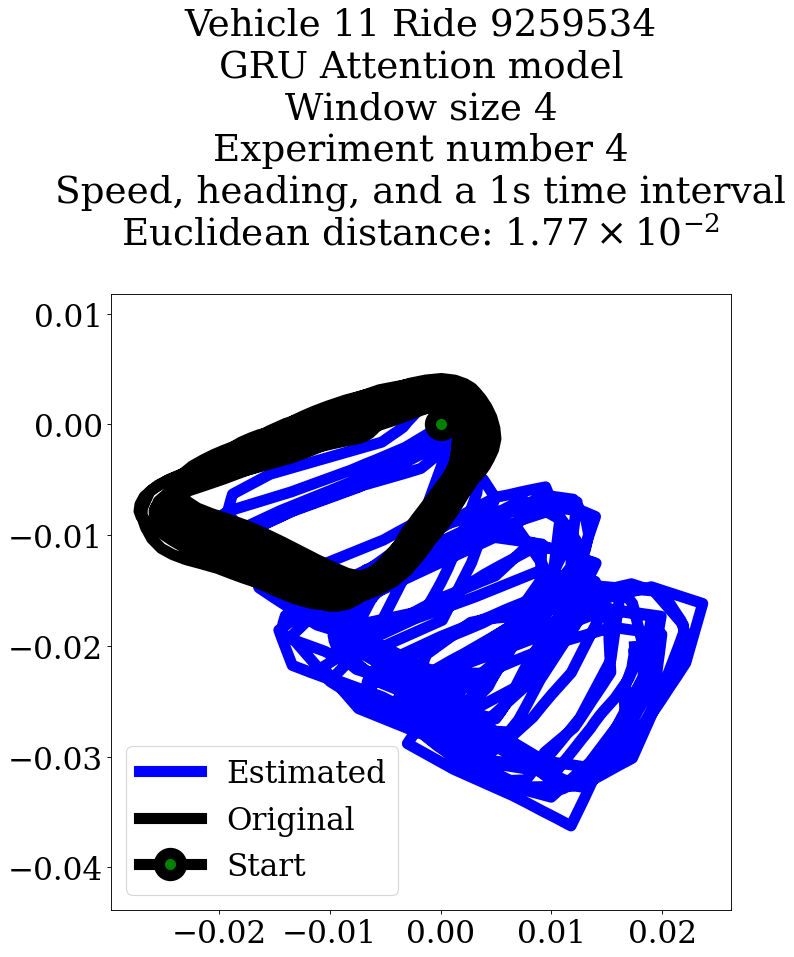 Vehicle 11 Ride 9259534
GRU Attention model
Window size 4
Experiment number 4
Speed, heading, and a 1s time interval
Euclidean distance: 1.77 × 10⁻²
0.01
0.00
−0.01
−0.02
−0.03
−0.04
Estimated
Original
Start
−0.02 −0.01 0.00 0.01 0.02